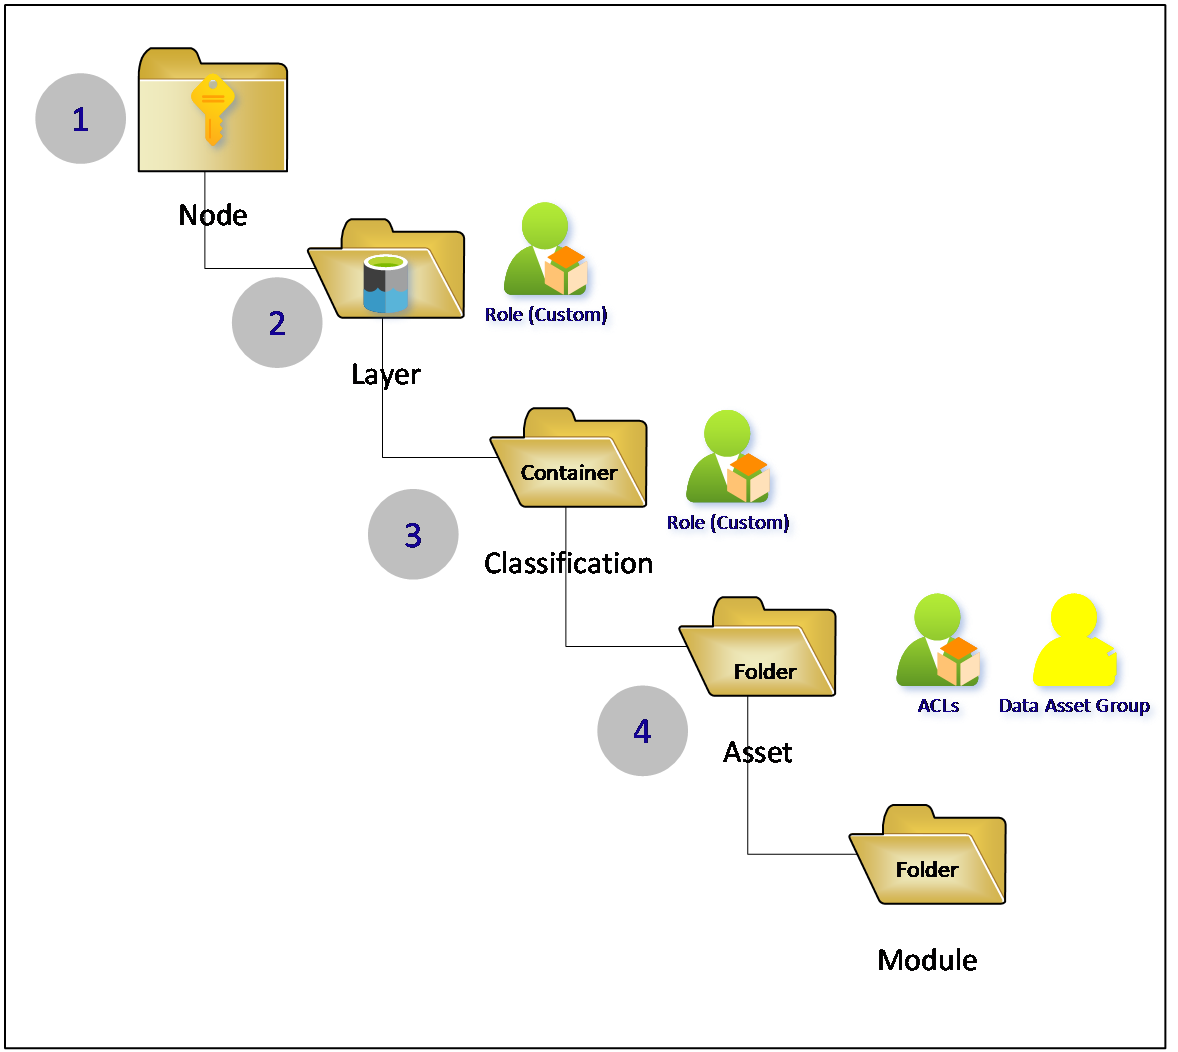 1
Node
2
Role (Custom)
Layer
Container
Role (Custom)
3
Classification
Folder
ACLs
Data Asset Group
4
Asset
Folder
Module